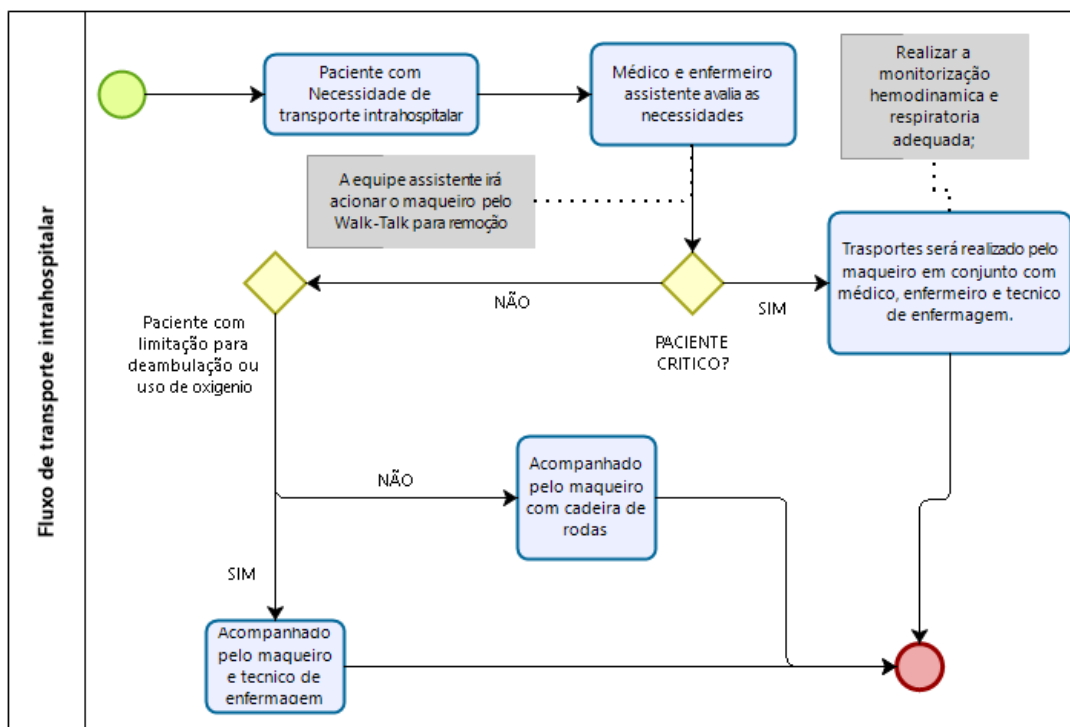 Fluxo de transporte intrahospitalar
Paciente com
Necessidade de
transporte intrahospitalar
Médico e enfermeiro
assistente avalia as
necessidades
Realizar a
monitorização
hemodinamica e
respiratoria
adequada;
A equipe assistente irá
acionar o maqueiro pelo
Walk-Talk para remoção
Trasportes será realizado pelo
maqueiro em conjunto com
médico, enfermeiro e tecnico
de enfermagem.
NÃO
SIM
PACIENTE
CRITICO?
Paciente com
limitação para
deambulação ou
uso de oxigenio
NÃO
Acompanhado
pelo maqueiro
com cadeira de
rodas
SIM
Acompanhado
pelo maqueiro
e tecnico de
enfermagem